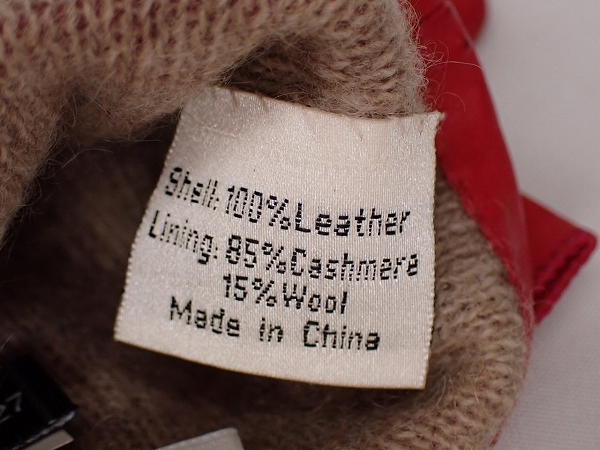 Shell: 100%Leather
Lining: 85%Cashmere
15%Wool
Made in China